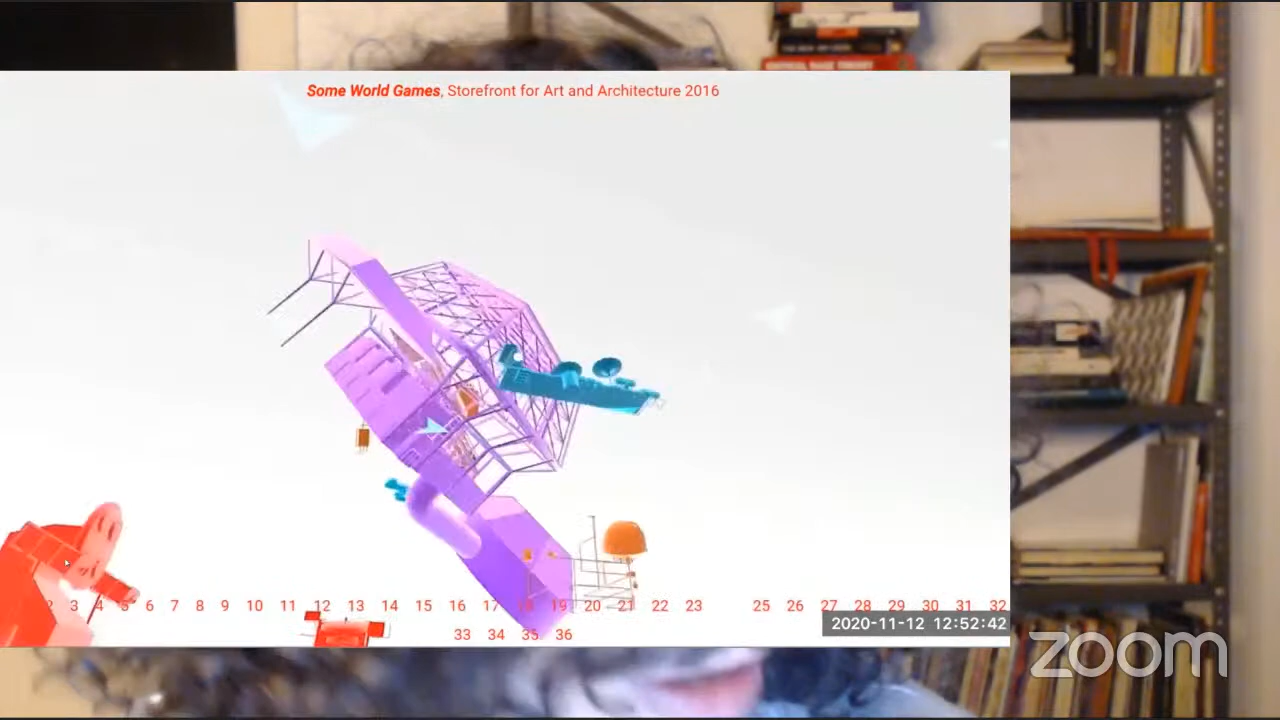 Some World Games, Storefront for Art and Architecture 2016
2 3 4 5 6 7 8 9 10 11 12 13 14 15 16 17 18 19 20 21 22 23 25 26 27 28 29 30 31 32
33 34 35 36
2020-11-12 12:52:42
zoom